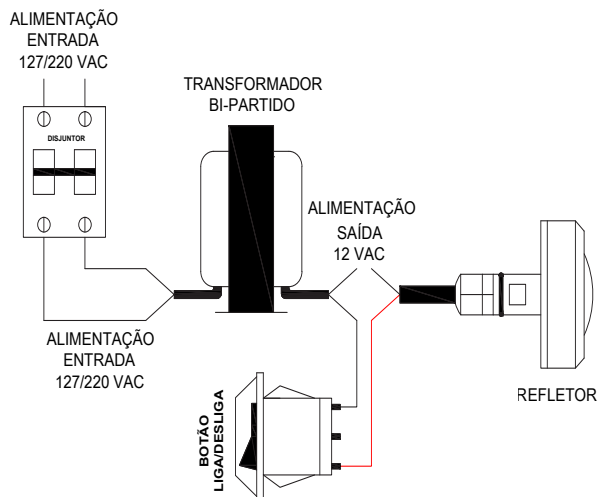 ALIMENTAÇÃO
ENTRADA
127/220 VAC
DISJUNTOR
TRANSFORMADOR
BI-PARTIDO
ALIMENTAÇÃO
SAÍDA
12 VAC
ALIMENTAÇÃO
ENTRADA
127/220 VAC
REFLETOR
BOTÃO
LIGA/DESLIGA